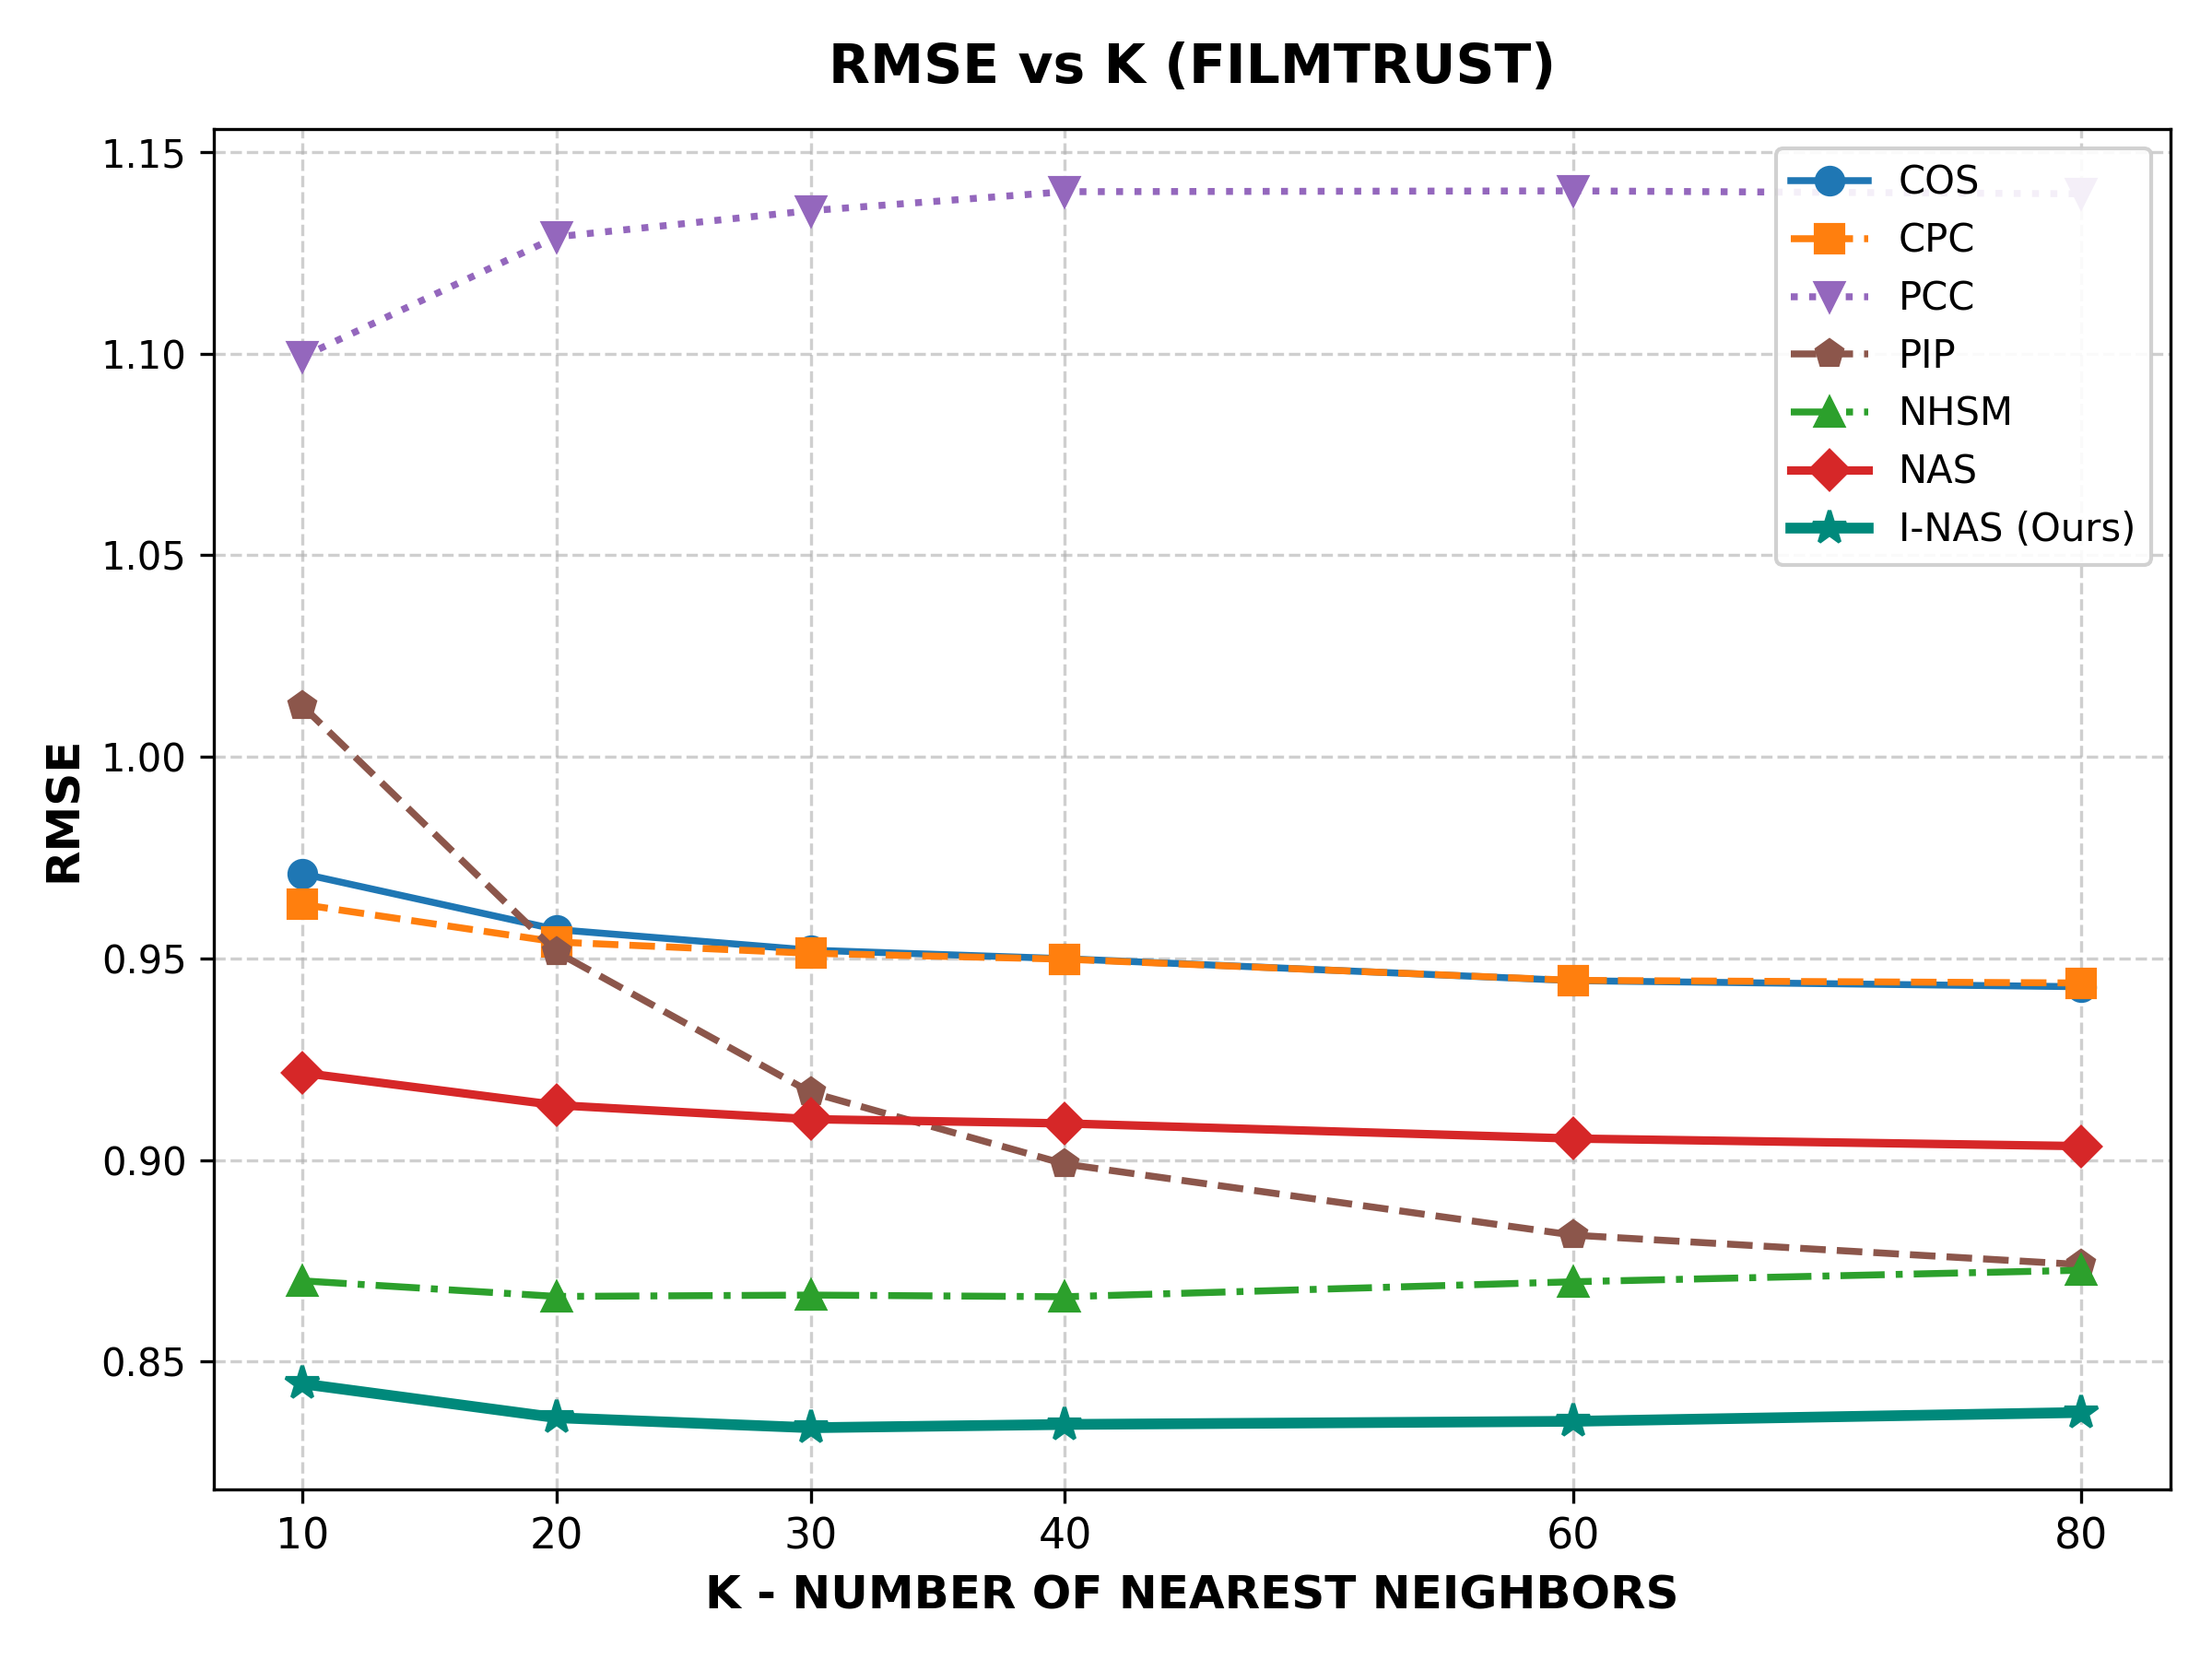 RMSE vs K (FILMTRUST)
1.15
1.10
1.05
1.00
0.95
0.90
0.85
RMSE
COS
CPC
PCC
PIP
NHSM
NAS
I-NAS (Ours)
10 20 30 40 60 80
K - NUMBER OF NEAREST NEIGHBORS